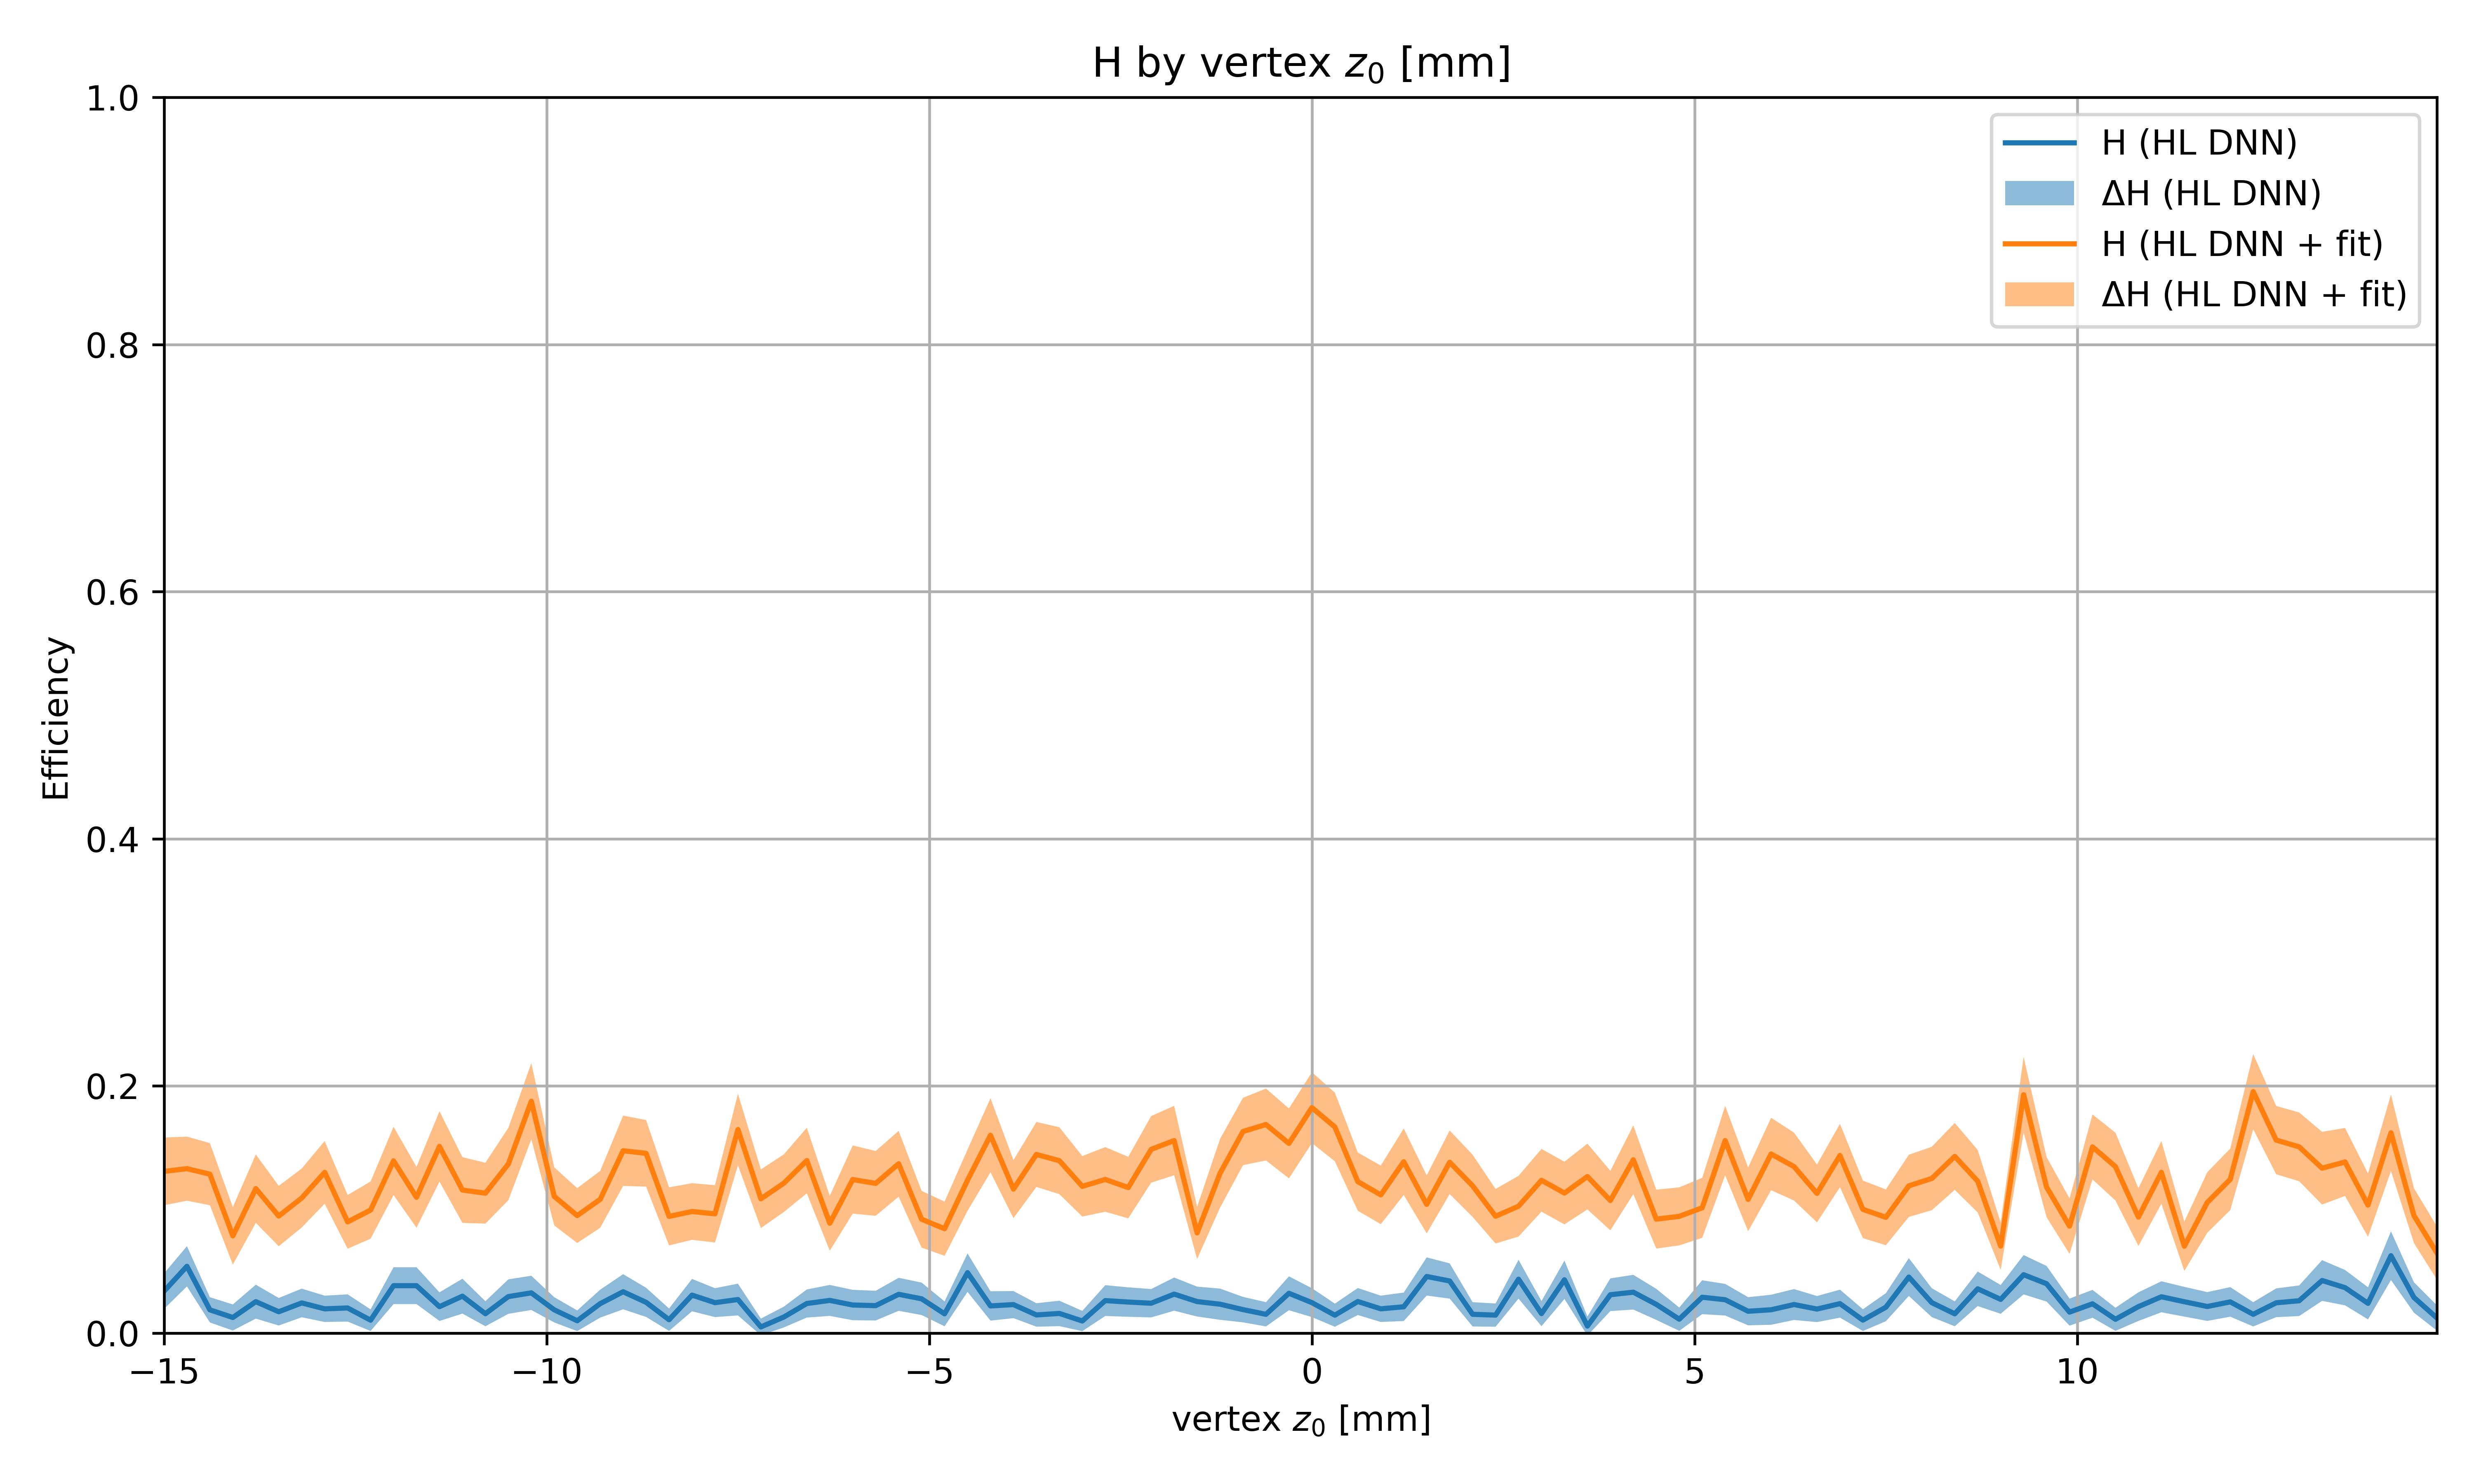 H by vertex z₀ [mm]
1.0
0.8
0.6
0.4
0.2
0.0
Efficiency
H (HL DNN)
ΔH (HL DNN)
H (HL DNN + fit)
ΔH (HL DNN + fit)
−15 −10 −5 0 5 10
vertex z₀ [mm]